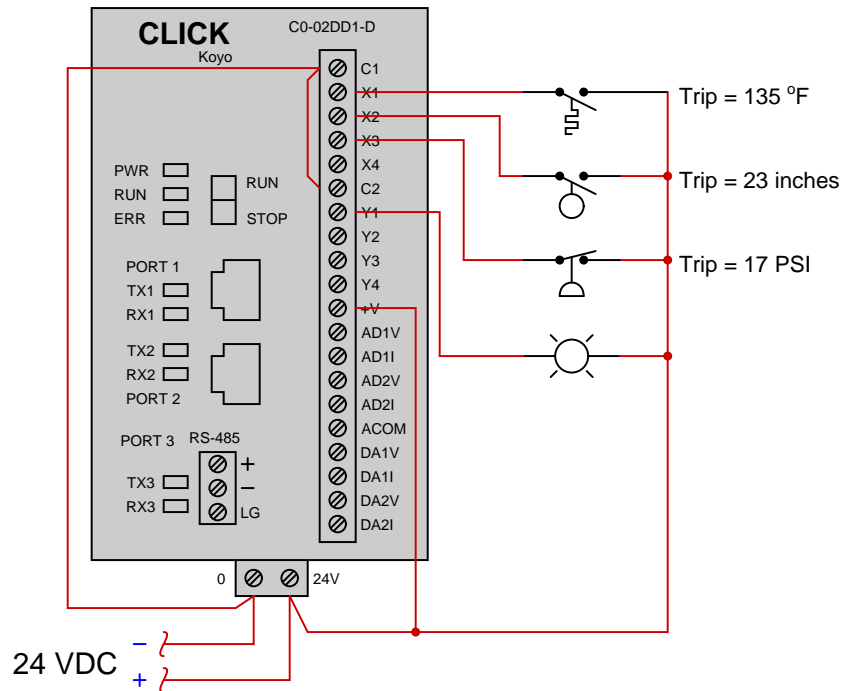 CLICK
Koyo
C0-02DD1-D
C1
X1
X2
X3
X4
C2
Y1
Y2
Y3
Y4
+V
AD1V
AD1I
AD2V
AD2I
ACOM
DA1V
DA1I
DA2V
DA2I
PWR
RUN
ERR
RUN
STOP
PORT 1
TX1
RX1
TX2
RX2
PORT 2
PORT 3 RS-485
TX3
RX3
+
−
LG
0
24V
24 VDC
−
+
Trip = 135 °F
Trip = 23 inches
Trip = 17 PSI